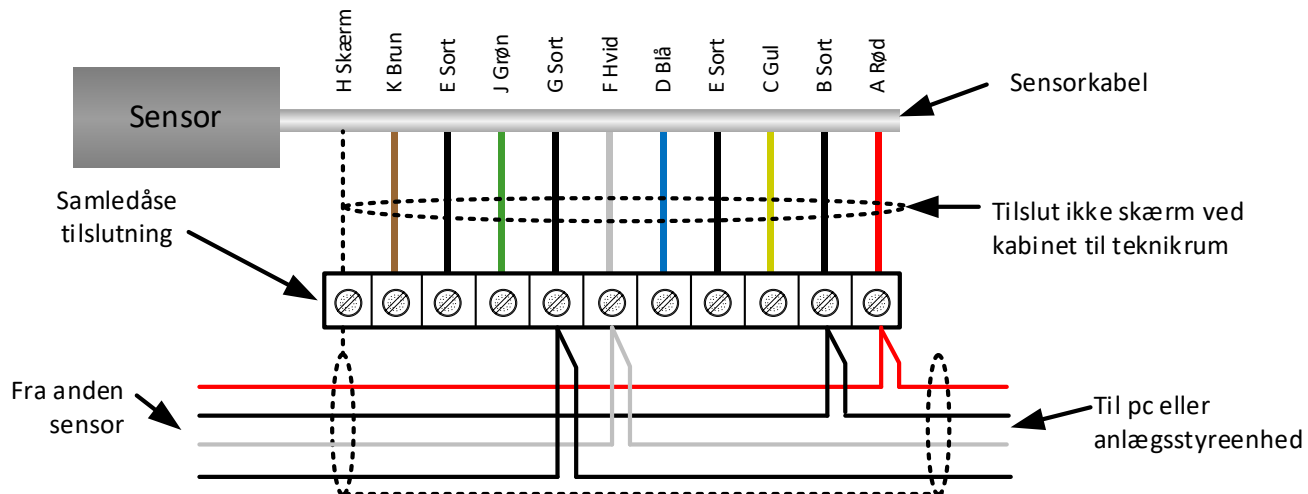 H Skærm
K Brun
E Sort
J Grøn
G Sort
F Hvid
D Blå
E Sort
C Gul
B Sort
A Rød
Sensor
Sensorkabel
Samledåse
tilslutning
Tilslut ikke skærm ved
kabinet til teknikrum
Fra anden
sensor
Til pc eller
anlægsstyreenhed